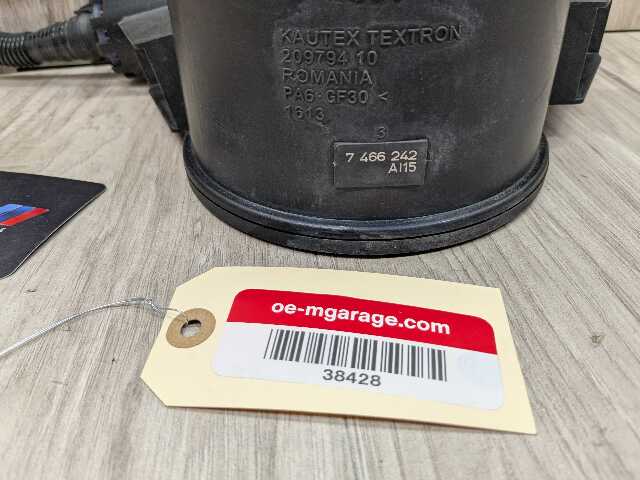 KAUTEX TEXTRON
209794 10
ROMANIA
PA6-GF30 <
1613
3
7 466 242
AI15
oe-mgarage.com
38428